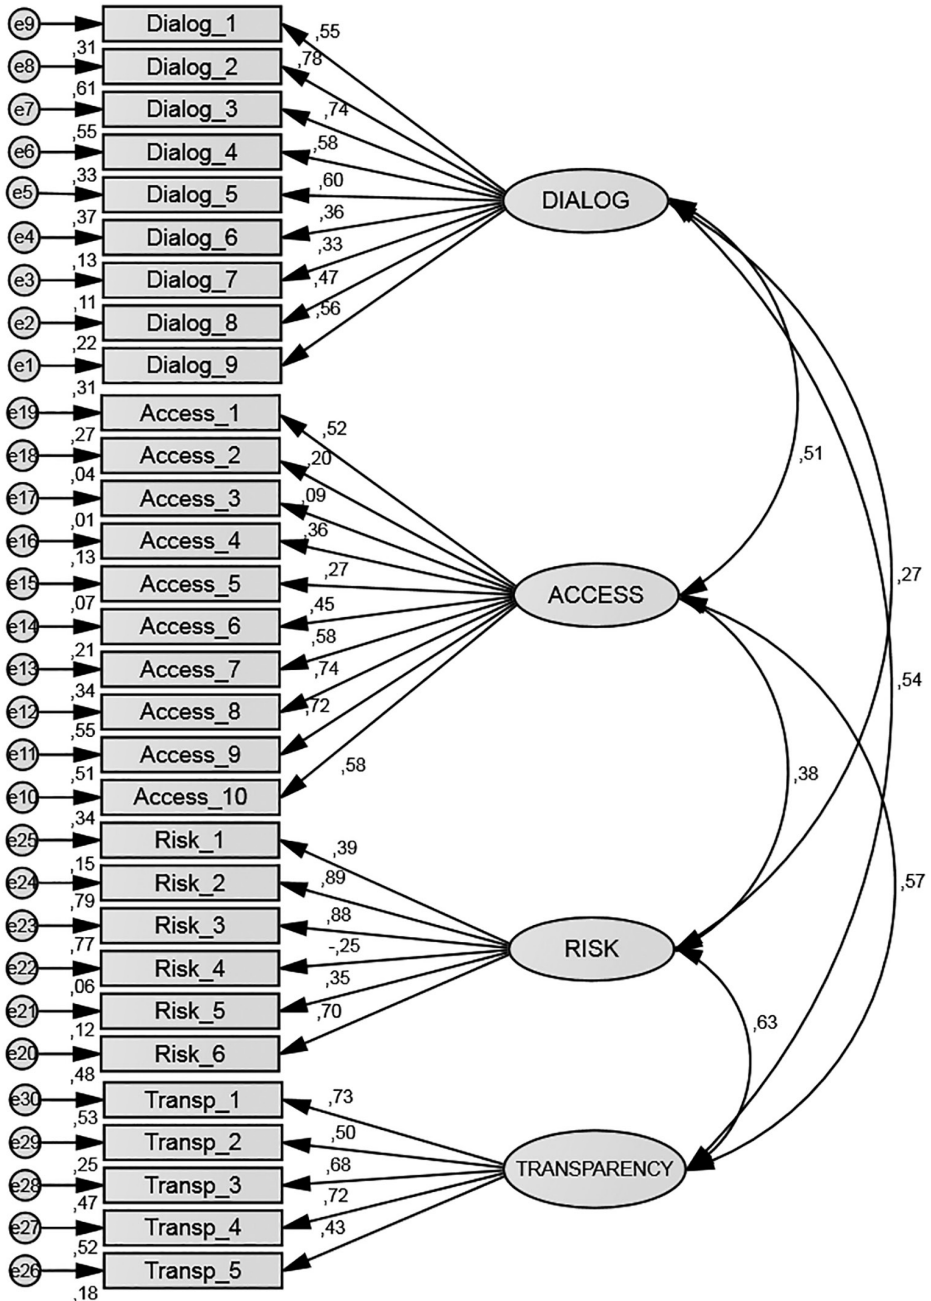 e9 Dialog_1 ,55
,31
e8 Dialog_2 ,78
,61
e7 Dialog_3 ,74
,55
e6 Dialog_4 ,58
,33
e5 Dialog_5 ,60
,37
e4 Dialog_6 ,36
,13
e3 Dialog_7 ,33
,11
e2 Dialog_8 ,47
,22
e1 Dialog_9 ,56
,31
DIALOG
e19 Access_1 ,52
,27
e18 Access_2 ,20
,04
e17 Access_3 ,09
,01
e16 Access_4 ,36
,13
e15 Access_5 ,27
,07
e14 Access_6 ,45
,21
e13 Access_7 ,58
,34
e12 Access_8 ,74
,55
e11 Access_9 ,72
,51
e10 Access_10 ,58
,34
ACCESS
e25 Risk_1 ,39
,15
e24 Risk_2 ,89
,79
e23 Risk_3 ,88
,77
e22 Risk_4 -,25
,06
e21 Risk_5 ,35
,12
e20 Risk_6 ,70
,48
RISK
e30 Transp_1 ,73
,53
e29 Transp_2 ,50
,25
e28 Transp_3 ,68
,47
e27 Transp_4 ,72
,52
e26 Transp_5 ,43
,18
TRANSPARENCY
,51
,27
,54
,38
,57
,63